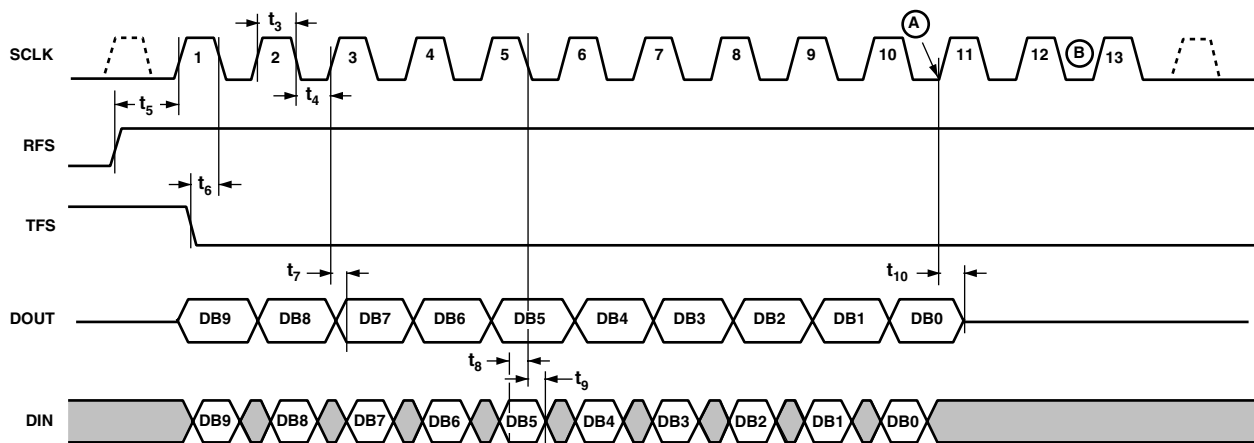 A
t3
SCLK 1 2 3 4 5 6 7 8 9 10 11 12 B 13
t4
t5
RFS
t6
TFS
t7 t10
DOUT DB9 DB8 DB7 DB6 DB5 DB4 DB3 DB2 DB1 DB0
t8 t9
DIN DB9 DB8 DB7 DB6 DB5 DB4 DB3 DB2 DB1 DB0